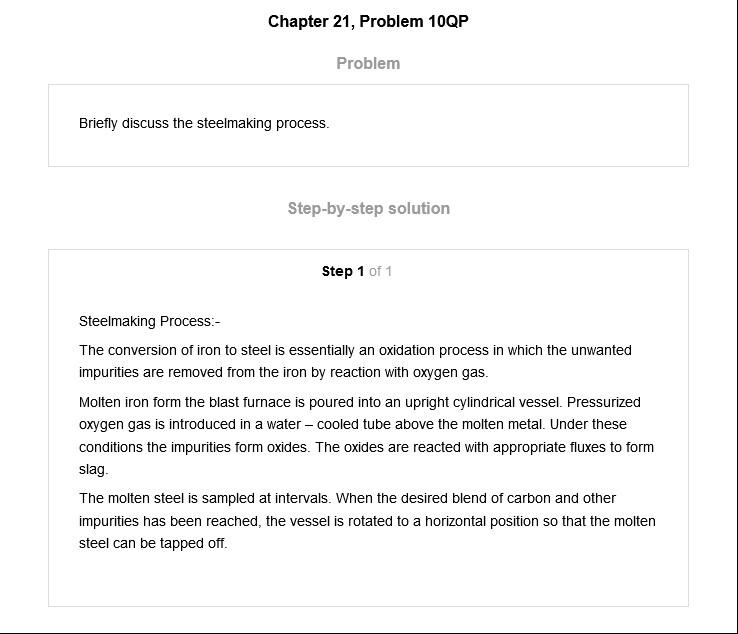 Chapter 21, Problem 10QP
Problem
Briefly discuss the steelmaking process.
Step-by-step solution
Step 1 of 1
Steelmaking Process:-
The conversion of iron to steel is essentially an oxidation process in which the unwanted
impurities are removed from the iron by reaction with oxygen gas.
Molten iron form the blast furnace is poured into an upright cylindrical vessel. Pressurized
oxygen gas is introduced in a water – cooled tube above the molten metal. Under these
conditions the impurities form oxides. The oxides are reacted with appropriate fluxes to form
slag.
The molten steel is sampled at intervals. When the desired blend of carbon and other
impurities has been reached, the vessel is rotated to a horizontal position so that the molten
steel can be tapped off.